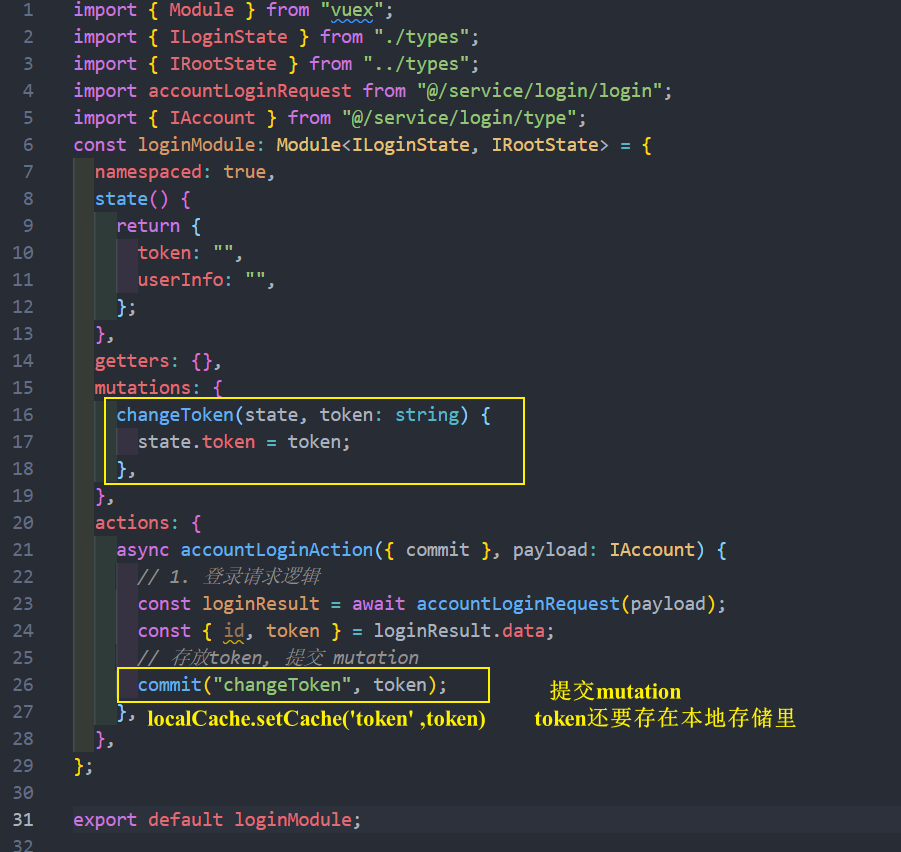 1 import { Module } from "vuex";
2 import { ILoginState } from "./types";
3 import { IRootState } from "../types";
4 import accountLoginRequest from "@/service/login/login";
5 import { IAccount } from "@/service/login/type";
6 const loginModule: Module<ILoginState, IRootState> = {
7 namespaced: true,
8 state() {
9 return {
10 token: "",
11 userInfo: "",
12 };
13 },
14 getters: {},
15 mutations: {
16 changeToken(state, token: string) {
17 state.token = token;
18 },
19 },
20 actions: {
21 async accountLoginAction({ commit }, payload: IAccount) {
22 // 1. 登录请求逻辑
23 const loginResult = await accountLoginRequest(payload);
24 const { id, token } = loginResult.data;
25 // 存放token, 提交 mutation
26 commit("changeToken", token); 提交mutation
27 }, localCache.setCache('token' ,token) token还要存在本地存储里
28 },
29 };
30
31 export default loginModule;
32